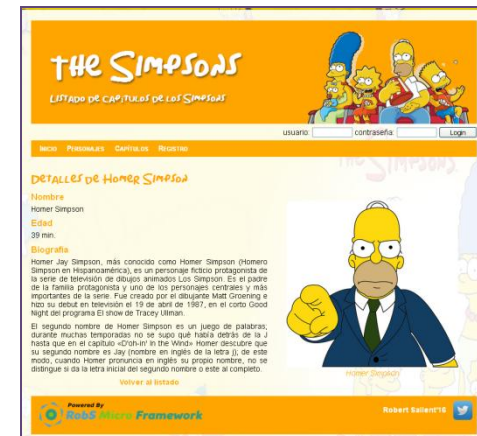 THE SIMPSONS
LISTADO DE CAPITULOS DE LOS SIMPSONS
usuario: contraseña: Login
INICIO PERSONAJES CAPÍTULOS REGISTRO
THE SIMPSONS
DETALLES DE HOMER SIMPSON
Nombre
Homer Simpson
Edad
39 min.
Biografía
Homer Jay Simpson, más conocido como Homer Simpson (Homero
Simpson en Hispanoamérica), es un personaje ficticio protagonista de
la serie de televisión de dibujos animados Los Simpson. Es el padre
de la familia protagonista y uno de los personajes centrales y más
importantes de la serie. Fue creado por el dibujante Matt Groening e
hizo su debut en televisión el 19 de abril de 1987, en el corto Good
Night del programa El show de Tracey Ullman.
El segundo nombre de Homer Simpson es un juego de palabras;
durante muchas temporadas no se supo qué había detrás de la J
hasta que en el capítulo «D'oh-in' In the Wind» Homer descubre que
su segundo nombre es Jay (nombre en inglés de la letra j); de este
modo, cuando Homer pronuncia en inglés su propio nombre, no se
distingue si da la letra inicial del segundo nombre o este al completo.
Homer Simpson
Volver al listado
Powered By
RobS Micro Framework
Robert Sallent'16